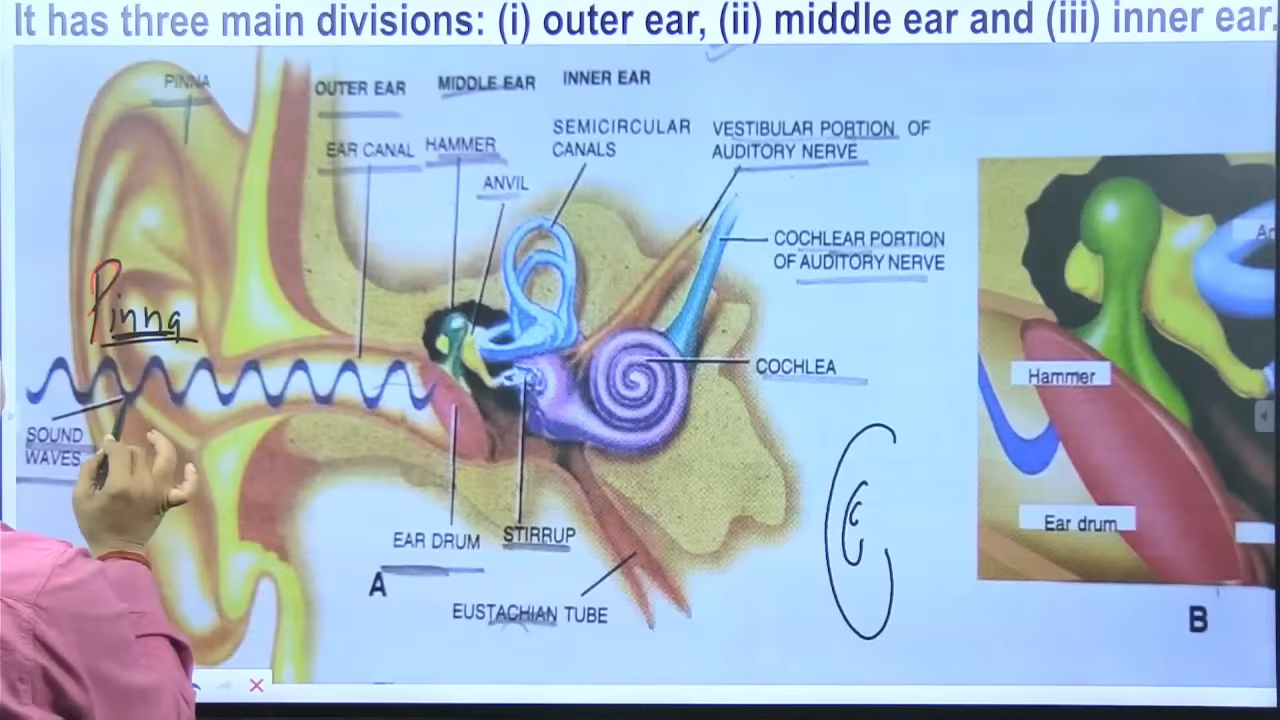 It has three main divisions: (i) outer ear, (ii) middle ear and (iii) inner ear.
PINNA
OUTER EAR
MIDDLE EAR
INNER EAR
EAR CANAL
HAMMER
SEMICIRCULAR
CANALS
VESTIBULAR PORTION OF
AUDITORY NERVE
ANVIL
COCHLEAR PORTION
OF AUDITORY NERVE
Pinna
COCHLEA
SOUND
WAVES
EAR DRUM
STIRRUP
A
EUSTACHIAN TUBE
Hammer
Ear drum
B